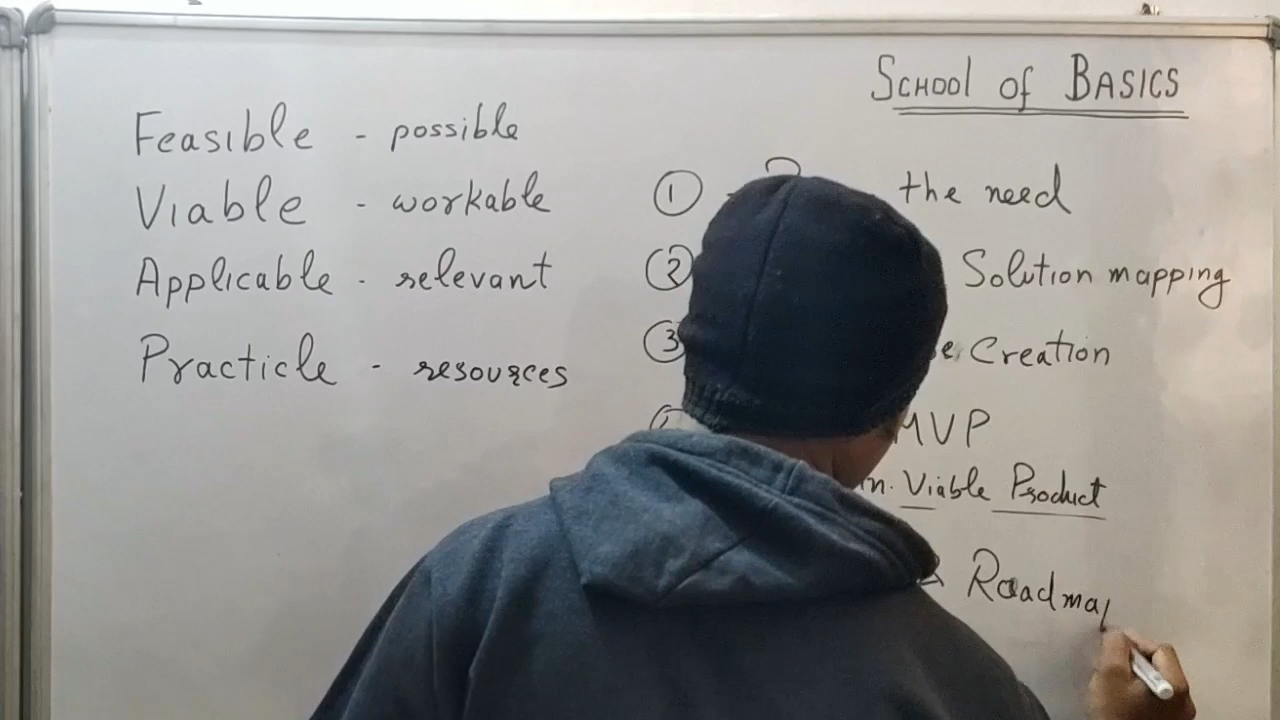 SCHOOL of BASICS
Feasible - possible
Viable - workable
Applicable - relevant
Practicle - resources
① the need
② Solution mapping
③ Creation
MVP
Viable Product
Roadmap